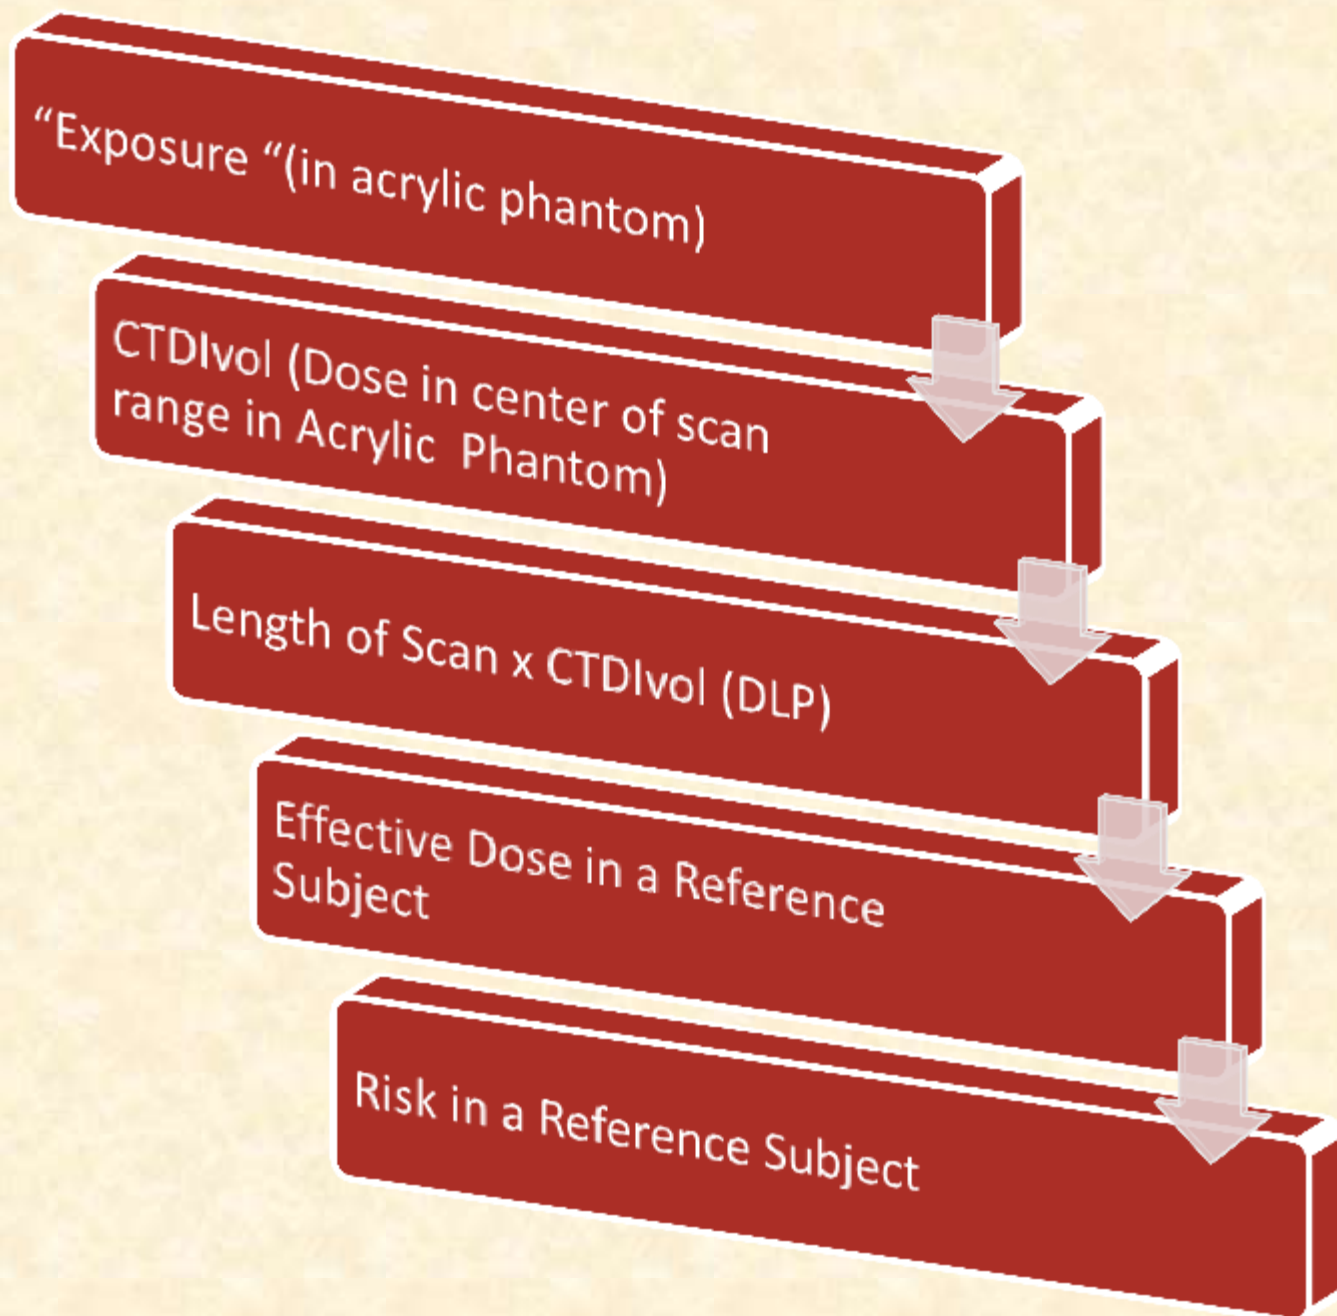 “Exposure “(in acrylic phantom)
CTDIvol (Dose in center of scan
range in Acrylic Phantom)
Length of Scan x CTDIvol (DLP)
Effective Dose in a Reference
Subject
Risk in a Reference Subject